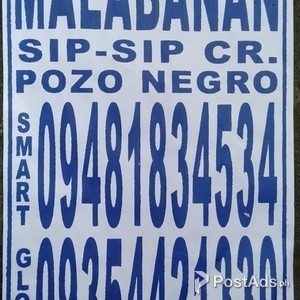 MALABANAN
SIP-SIP CR.
POZO NEGRO
SMART 09481834534
GLO
PostAds.ph